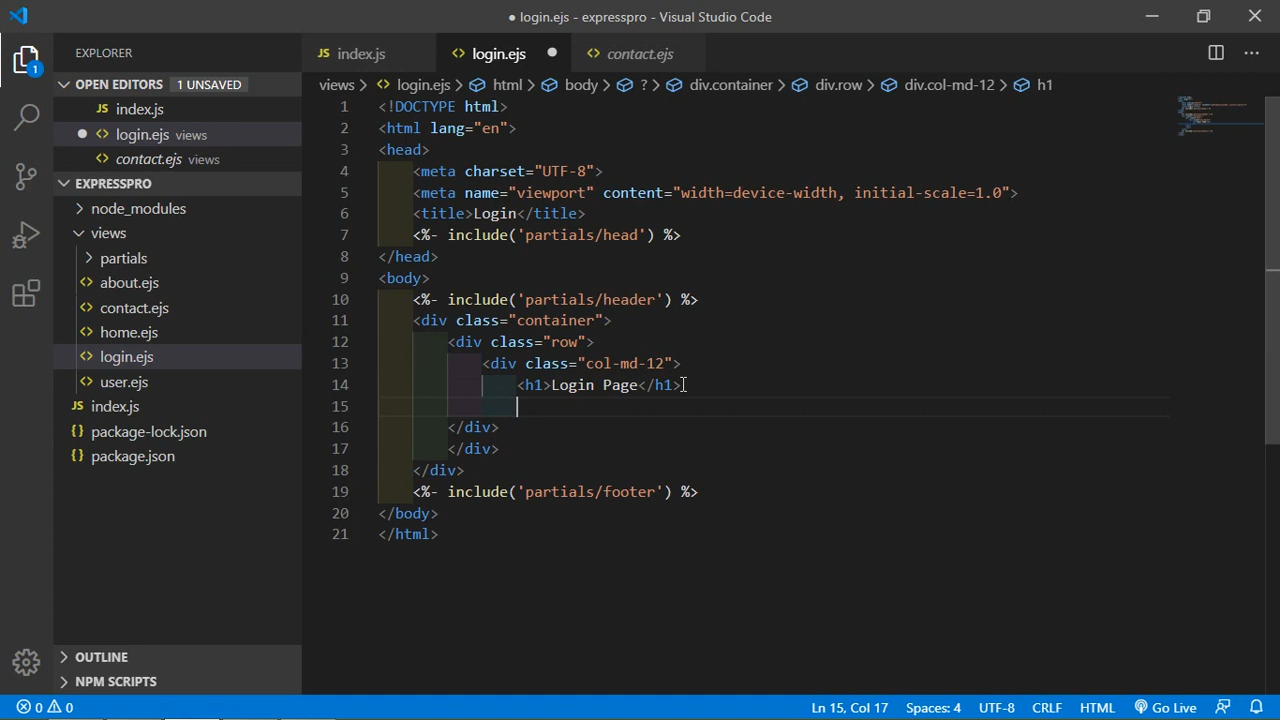 ● login.ejs - expresspro - Visual Studio Code
EXPLORER
OPEN EDITORS 1 UNSAVED
index.js
login.ejs views
contact.ejs views
EXPRESSPRO
node_modules
views
partials
about.ejs
contact.ejs
home.ejs
login.ejs
user.ejs
index.js
package-lock.json
package.json
OUTLINE
NPM SCRIPTS
1
JS index.js
login.ejs
contact.ejs
views > login.ejs > html > body > ? > div.container > div.row > div.col-md-12 > h1
1 <!DOCTYPE html>
2 <html lang="en">
3 <head>
4 <meta charset="UTF-8">
5 <meta name="viewport" content="width=device-width, initial-scale=1.0">
6 <title>Login</title>
7 <%- include('partials/head') %>
8 </head>
9 <body>
10 <%- include('partials/header') %>
11 <div class="container">
12 <div class="row">
13 <div class="col-md-12">
14 <h1>Login Page</h1>
15
16 </div>
17 </div>
18 </div>
19 <%- include('partials/footer') %>
20 </body>
21 </html>
0 0 Ln 15, Col 17 Spaces: 4 UTF-8 CRLF HTML Go Live